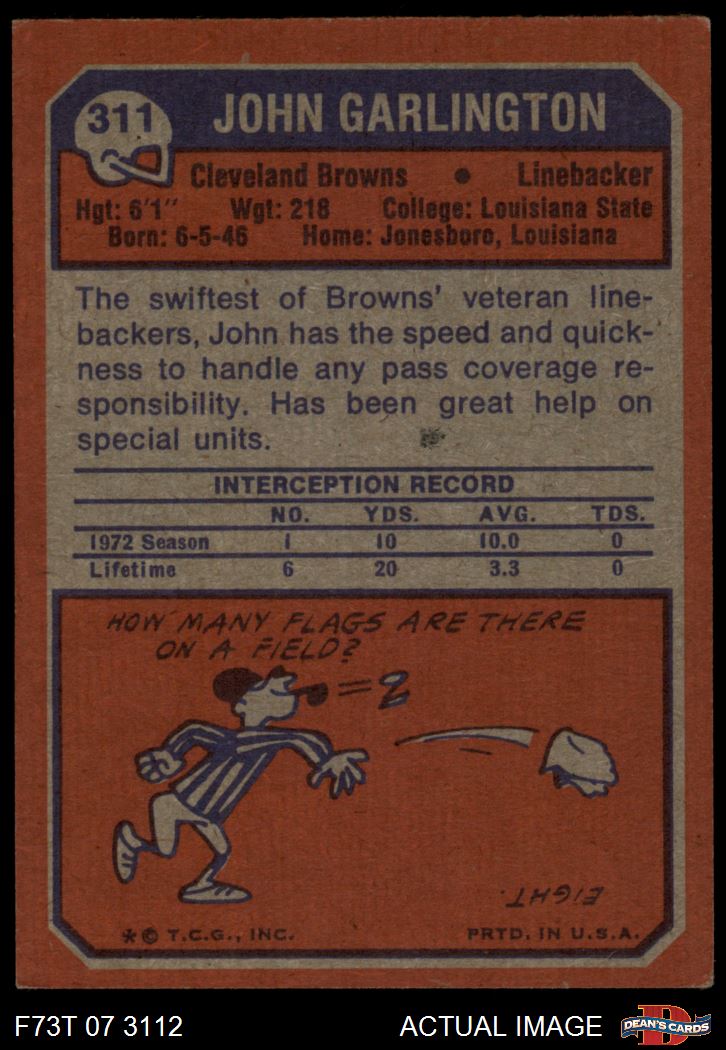 311
JOHN GARLINGTON
Cleveland Browns • Linebacker
Hgt: 6'1" Wgt: 218 College: Louisiana State
Born: 6-5-46 Home: Jonesboro, Louisiana
The swiftest of Browns' veteran line-
backers, John has the speed and quick-
ness to handle any pass coverage re-
sponsibility. Has been great help on
special units.
INTERCEPTION RECORD
NO. YDS. AVG. TDS.
1972 Season 1 10 10.0 0
Lifetime 6 20 3.3 0
HOW MANY FLAGS ARE THERE
ON A FIELD?
= 2
EIGHT.
* © T.C.G., INC. PRTD. IN U.S.A.
F73T 07 3112 ACTUAL IMAGE
D
DEAN'S CARDS